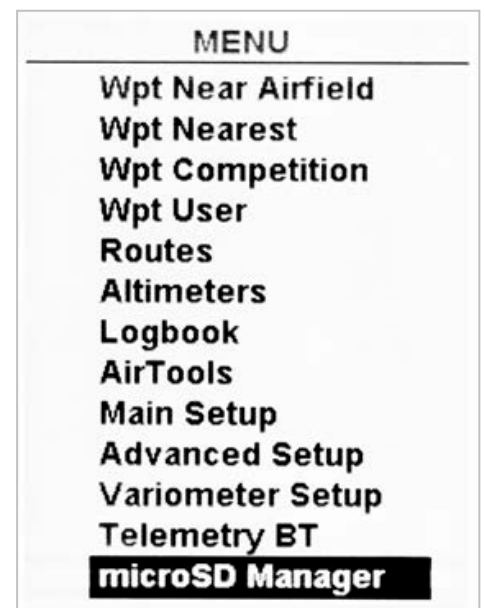 MENU
Wpt Near Airfield
Wpt Nearest
Wpt Competition
Wpt User
Routes
Altimeters
Logbook
AirTools
Main Setup
Advanced Setup
Variometer Setup
Telemetry BT
microSD Manager